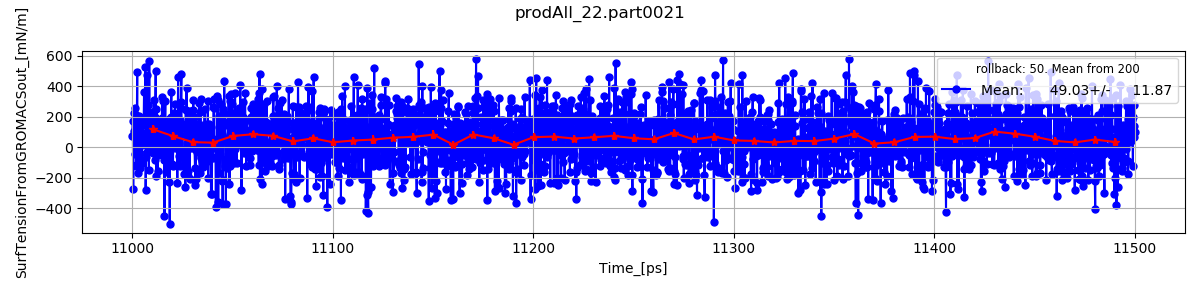 prodAll_22.part0021
SurfTensionFromGROMACSout_[mN/m]
600
400
200
0
−200
−400
rollback: 50. Mean from 200
Mean: 49.03+/- 11.87
11000 11100 11200 11300 11400 11500
Time_[ps]